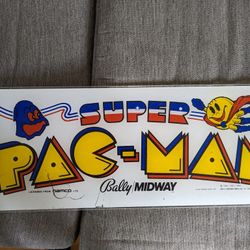 SUPER
PAC-MAN
LICENSED FROM namco LTD.
Bally/MIDWAY